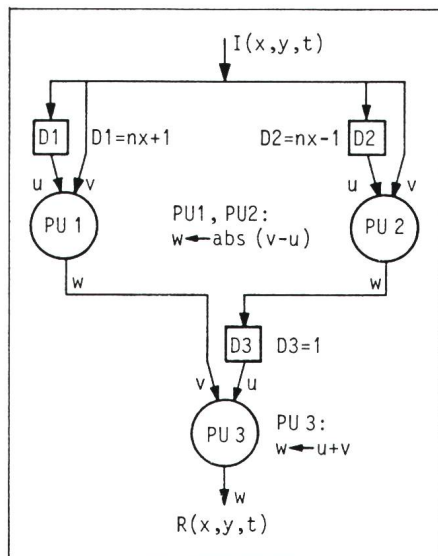 I(x,y,t)
D1 D1=nx+1 D2=nx-1 D2
u v u v
PU 1 PU1, PU2: PU 2
w←abs (v-u)
w w
D3 D3=1
v u
PU 3 PU 3:
w←u+v
w
R(x,y,t)